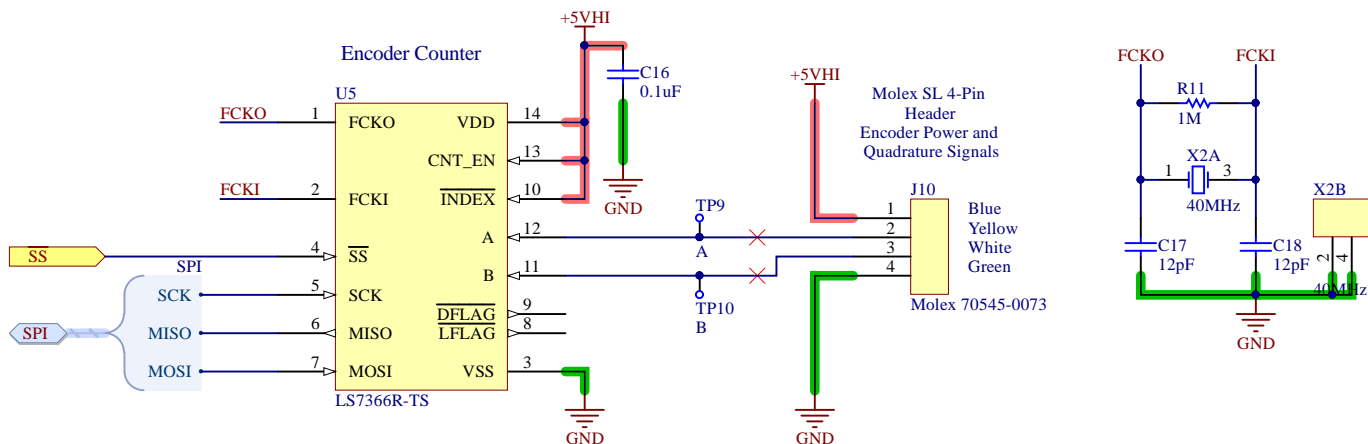 Encoder Counter
+5VHI
C16
0.1uF
GND
U5
FCKO
1
FCKO
VDD
14
CNT_EN
13
FCKI
2
FCKI
INDEX
10
A
12
SS
4
SS
B
11
SPI
SCK
5
SCK
DFLAG
9
SPI
MISO
6
MISO
LFLAG
8
MOSI
7
MOSI
VSS
3
LS7366R-TS
GND
TP9
A
TP10
B
+5VHI
GND
Molex SL 4-Pin
Header
Encoder Power and
Quadrature Signals
J10
1
2
3
4
Blue
Yellow
White
Green
Molex 70545-0073
FCKO
FCKI
R11
1M
X2A
1
3
40MHz
C17
12pF
C18
12pF
GND
X2B
2
4
40MHz